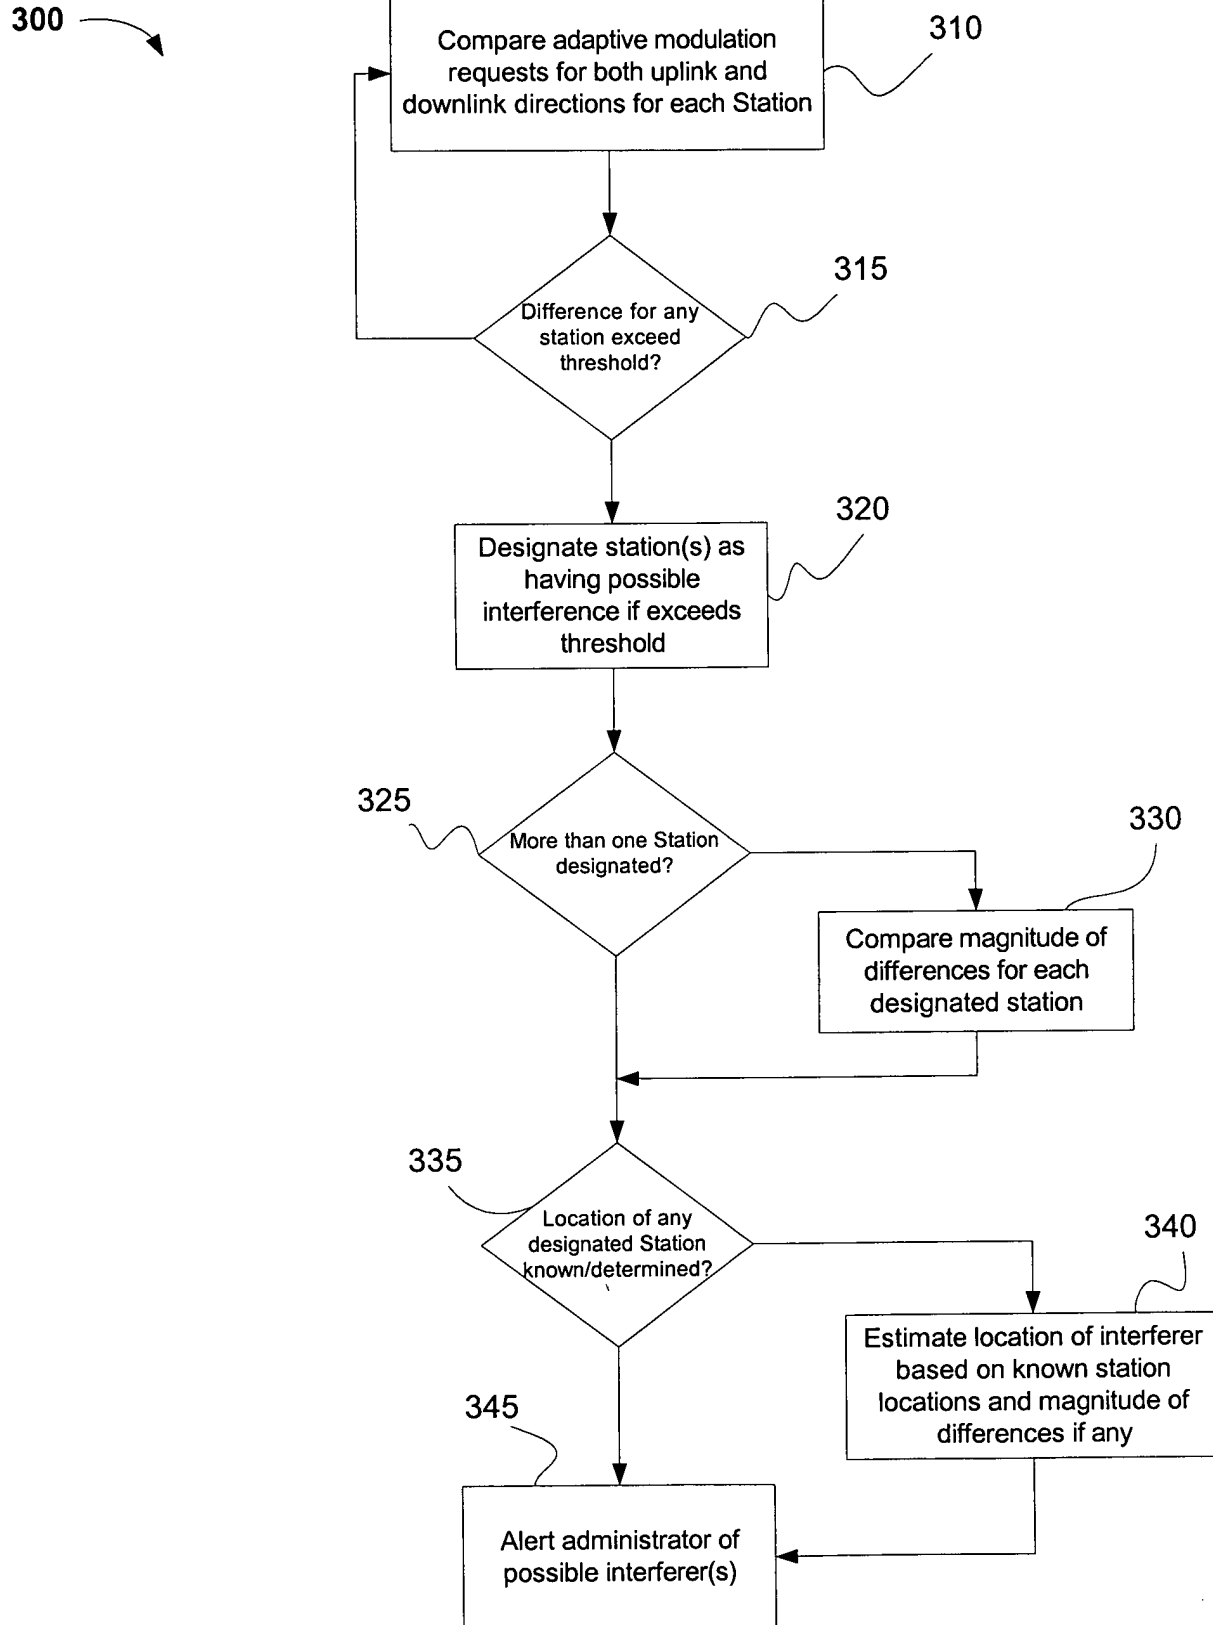 300
Compare adaptive modulation
requests for both uplink and
downlink directions for each Station
310
Difference for any
station exceed
threshold?
315
Designate station(s) as
having possible
interference if exceeds
threshold
320
325
More than one Station
designated?
330
Compare magnitude of
differences for each
designated station
335
Location of any
designated Station
known/determined?
340
Estimate location of interferer
based on known station
locations and magnitude of
differences if any
345
Alert administrator of
possible interferer(s)